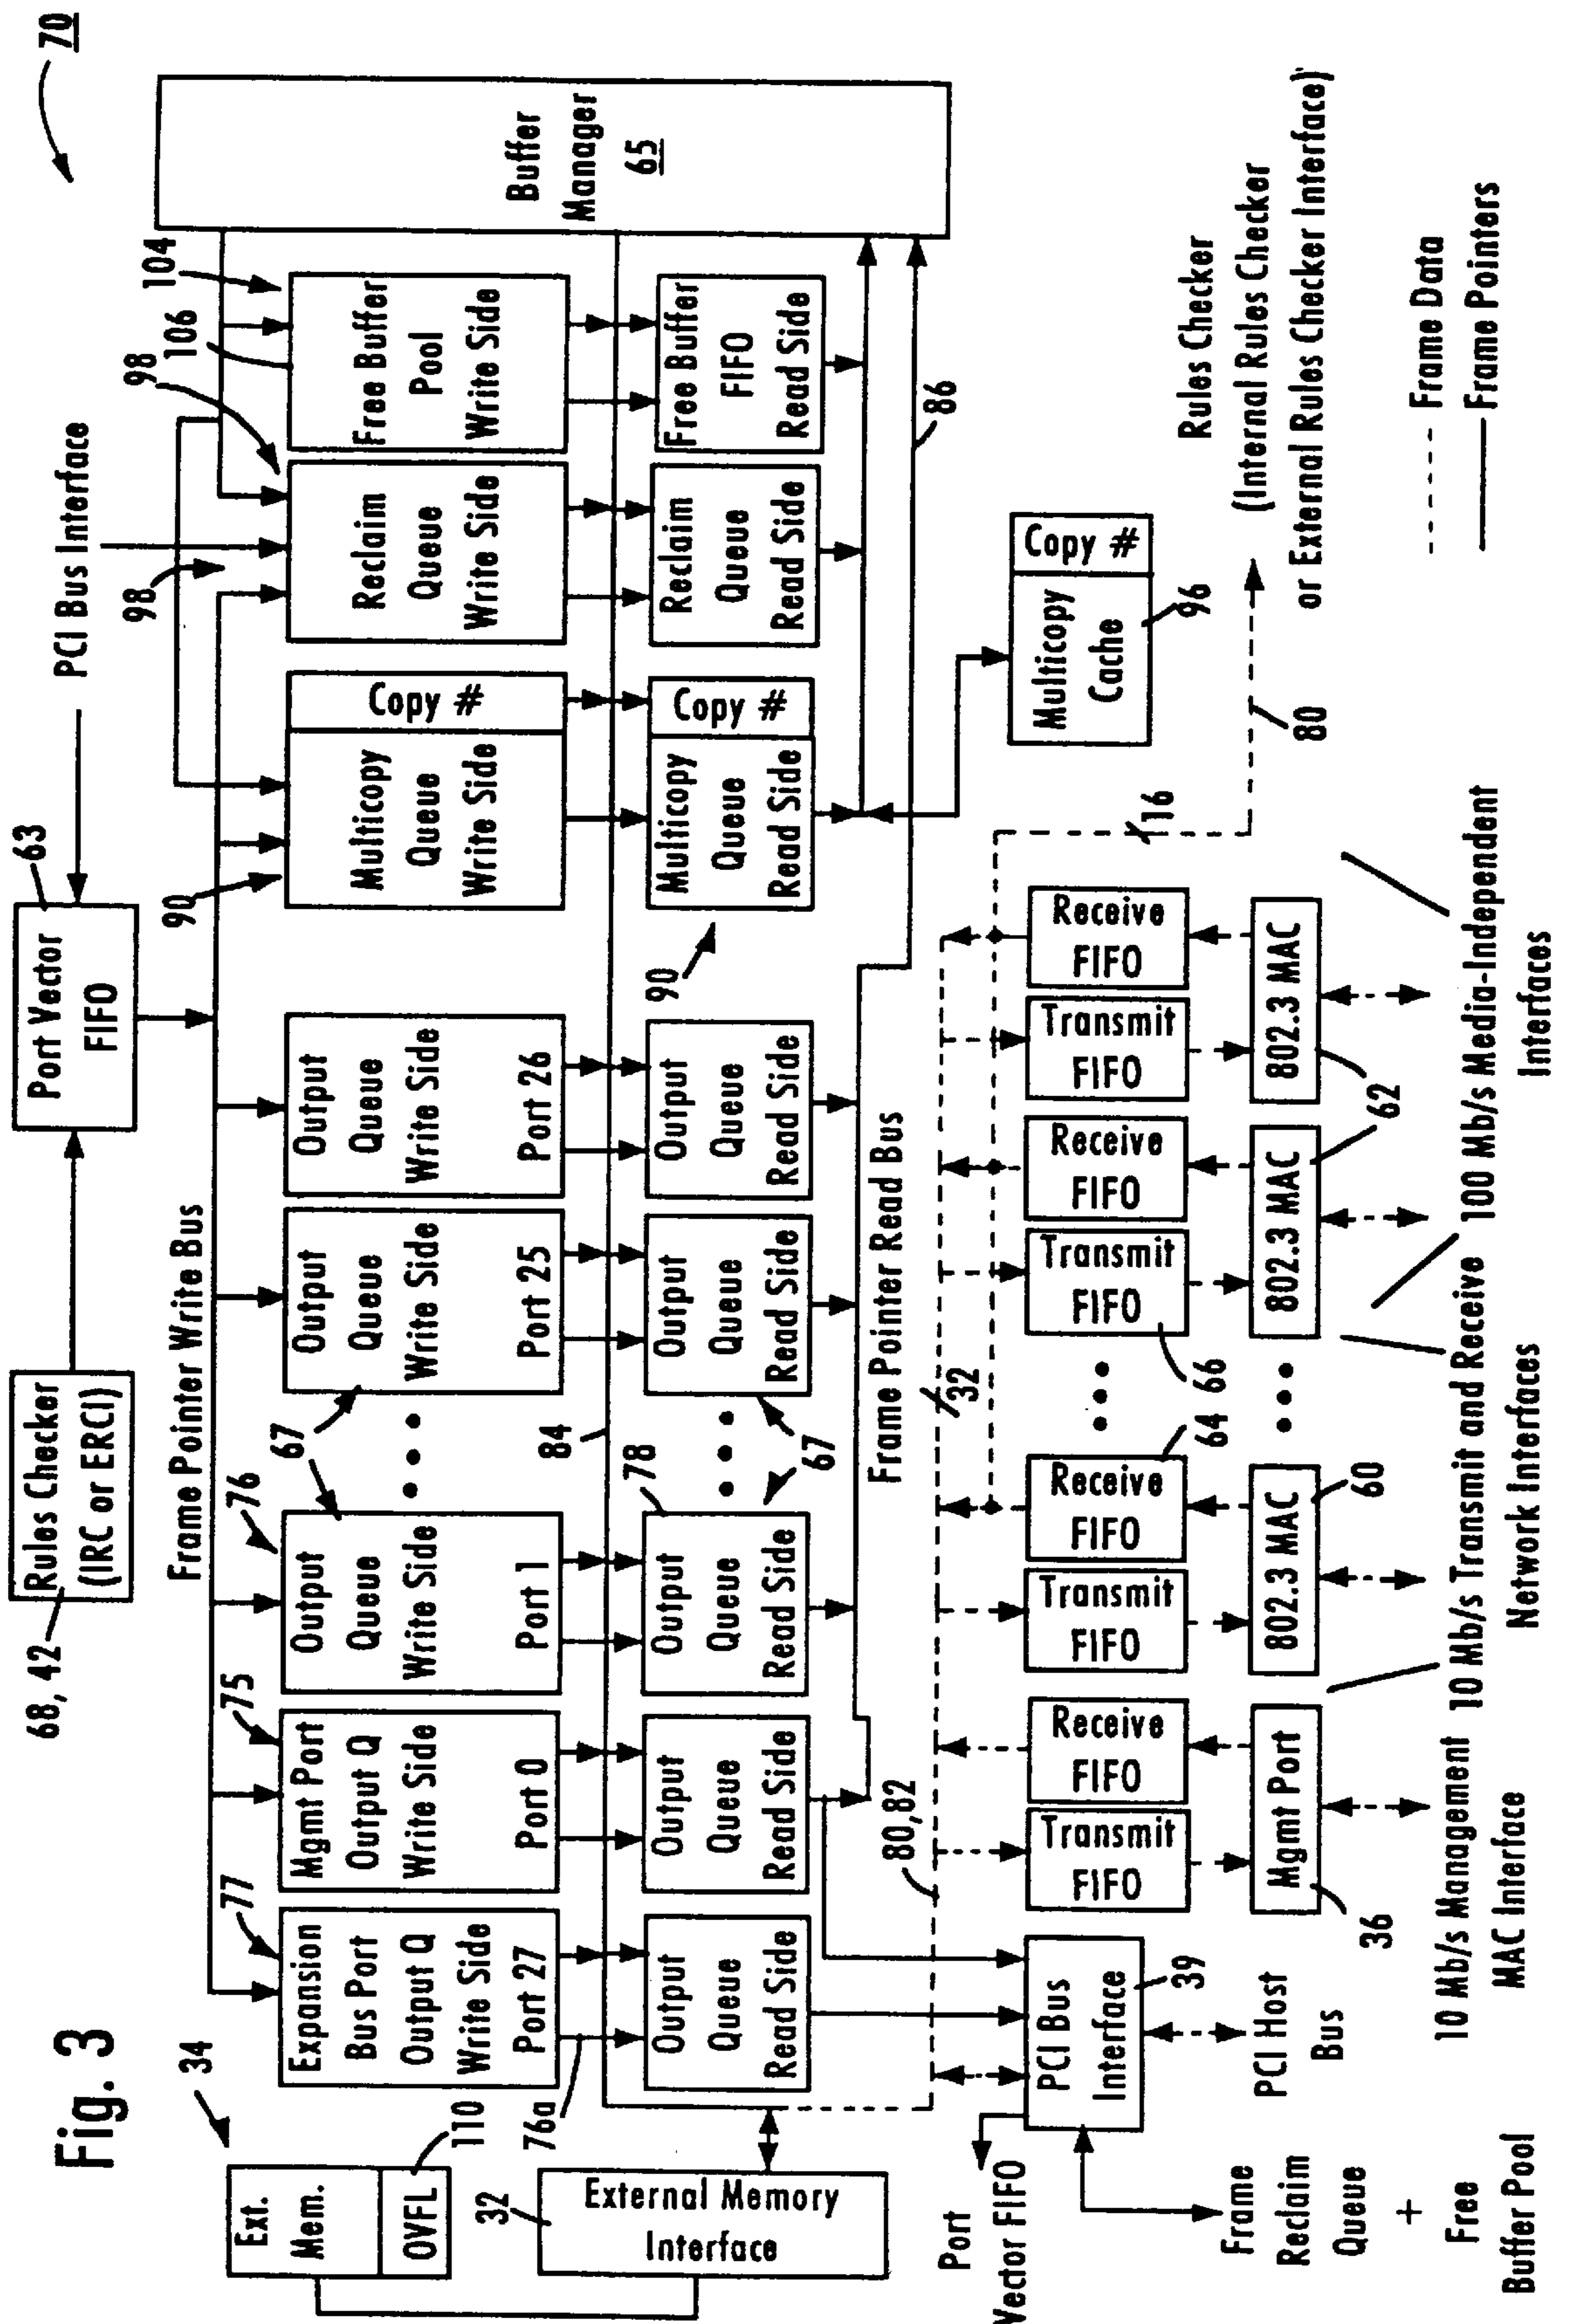 Fig. 3
70
68, 42
Rules Checker
(IRC or ERCI)
Port Vector
FIFO
63
PCI Bus Interface
Frame Pointer Write Bus
34
Ext.
Mem.
OVFL
110
32
External Memory
Interface
77
Expansion
Bus Port
Output Q
Write Side
Port 27
76a
75
Mgmt Port
Output Q
Write Side
Port 0
76
67
Output
Queue
Write Side
Port 1
Output
Queue
Write Side
Port 25
Output
Queue
Write Side
Port 26
90
Multicopy
Queue
Write Side
Copy #
98
98
Reclaim
Queue
Write Side
106
104
Free Buffer
Pool
Write Side
Buffer
Manager
65
84
Output
Queue
Read Side
Output
Queue
Read Side
78
Output
Queue
Read Side
67
Output
Queue
Read Side
Output
Queue
Read Side
90
Multicopy
Queue
Read Side
Copy #
Reclaim
Queue
Read Side
Free Buffer
FIFO
Read Side
Frame Pointer Read Bus
86
80,82
32
16
80
Multicopy
Cache
Copy #
96
Rules Checker
(Internal Rules Checker
or External Rules Checker Interface)
Port
Vector FIFO
PCI Bus
Interface
39
Transmit
FIFO
Receive
FIFO
Transmit
FIFO
Receive
FIFO
64
66
Transmit
FIFO
Receive
FIFO
Transmit
FIFO
Receive
FIFO
Mgmt Port
36
802.3 MAC
60
802.3 MAC
62
802.3 MAC
Frame
Reclaim
Queue
+
Free
Buffer Pool
PCI Host
Bus
10 Mb/s Management
MAC Interface
10 Mb/s Transmit and Receive
Network Interfaces
100 Mb/s Media-Independent
Interfaces
Frame Data
Frame Pointers